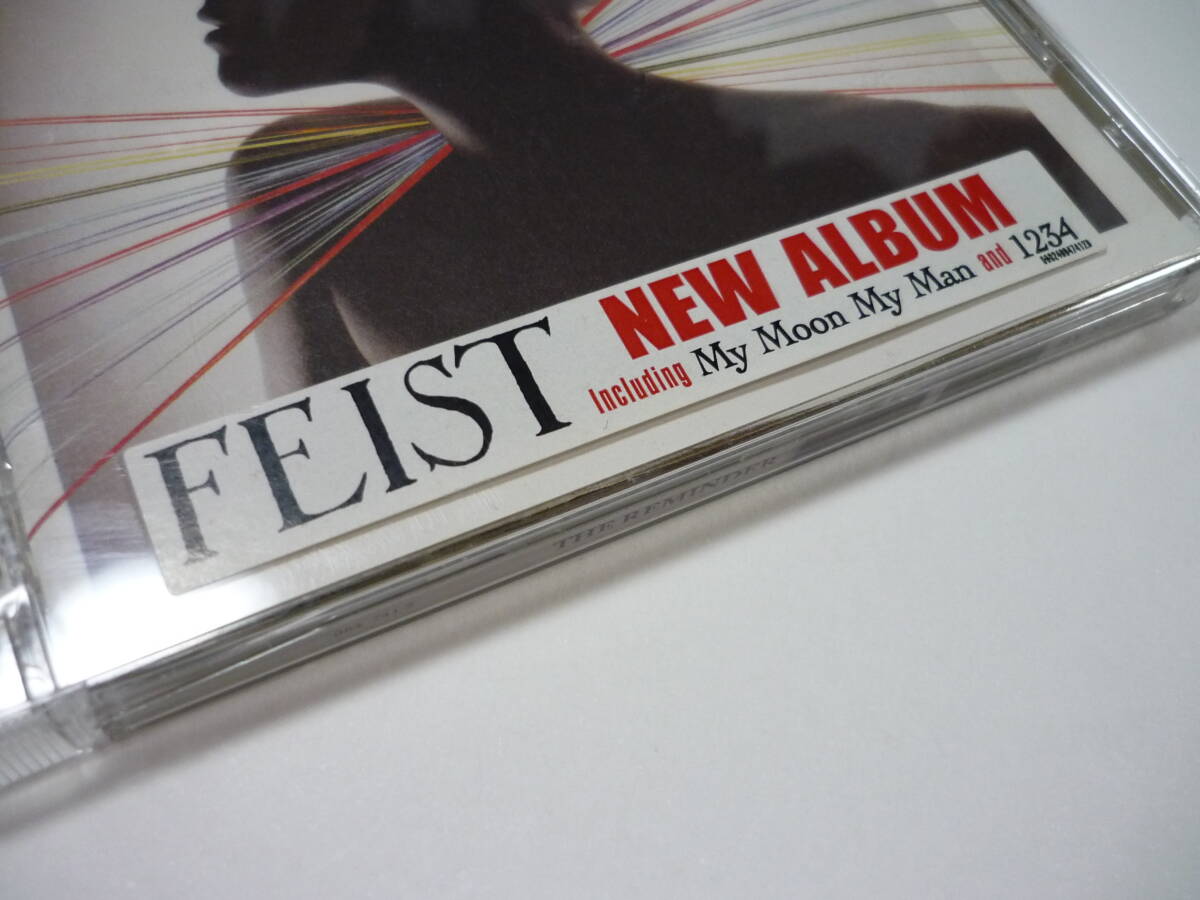 FEIST
NEW ALBUM
Including My Moon My Man and 1234
THE REMINDER